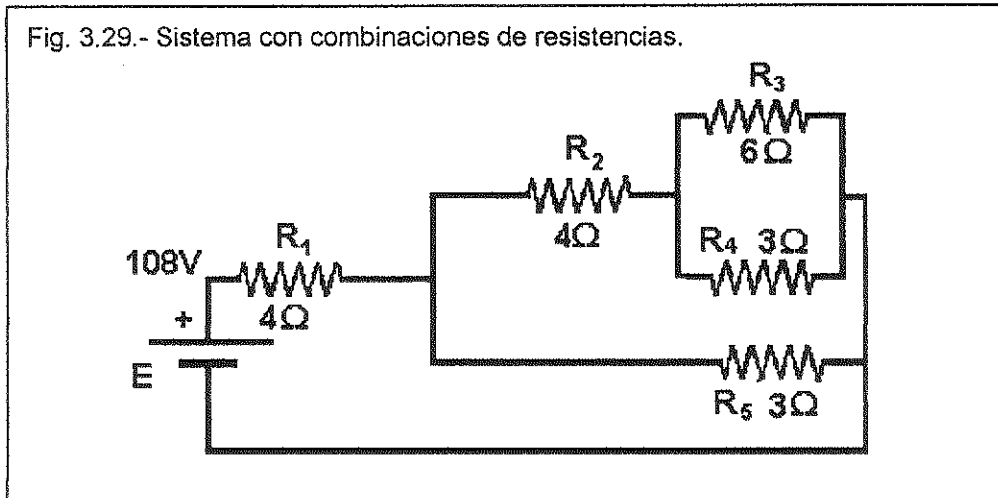 Fig. 3.29.- Sistema con combinaciones de resistencias.
R₃
6Ω
R₂
4Ω
R₄ 3Ω
R₁
108V
4Ω
+
E
R₅ 3Ω